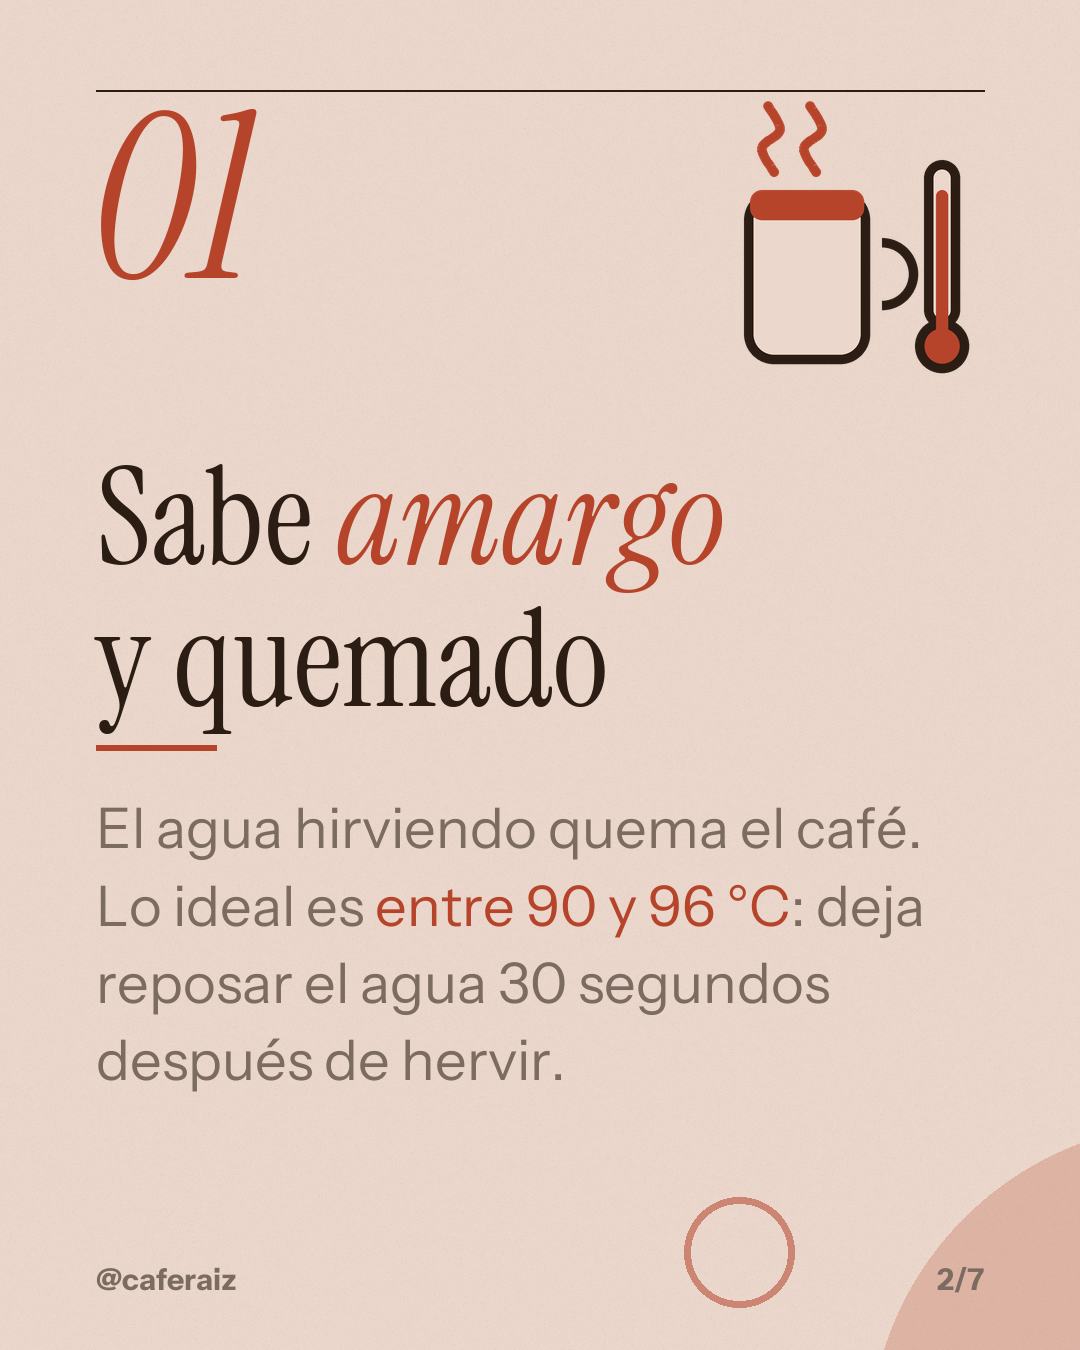 01
Sabe amargo
y quemado
El agua hirviendo quema el café.
Lo ideal es entre 90 y 96 °C: deja
reposar el agua 30 segundos
después de hervir.
@caferaiz
2/7